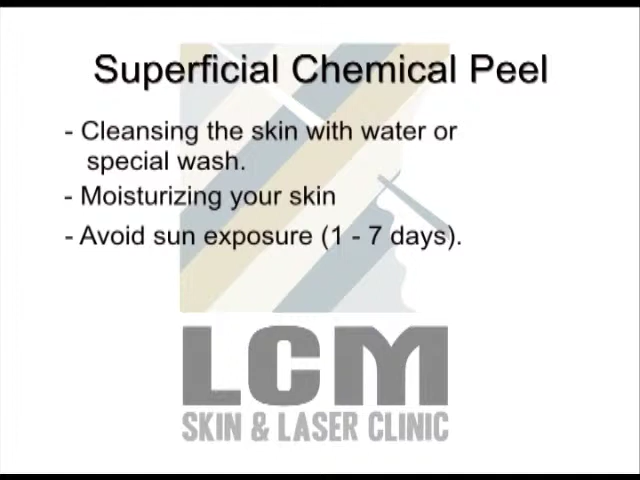 Superficial Chemical Peel
- Cleansing the skin with water or
special wash.
- Moisturizing your skin
- Avoid sun exposure (1 - 7 days).
LCM
SKIN & LASER CLINIC